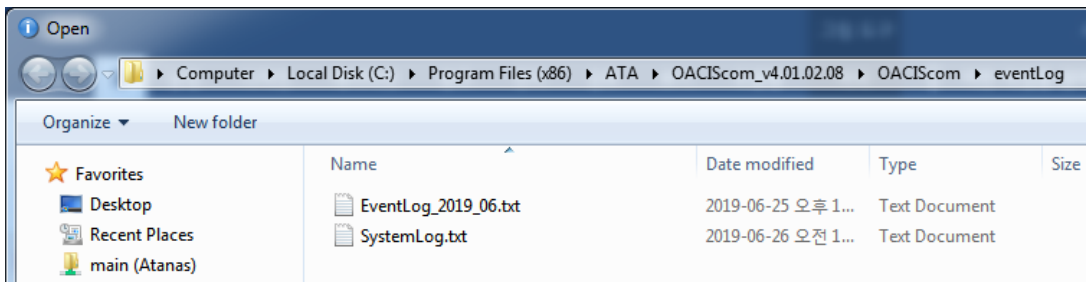 Open
Computer ▸ Local Disk (C:) ▸ Program Files (x86) ▸ ATA ▸ OACIScom_v4.01.02.08 ▸ OACIScom ▸ eventLog
Organize ▾ New folder
Favorites
Desktop
Recent Places
main (Atanas)
Name Date modified Type Size
EventLog_2019_06.txt 2019-06-25 오후 1... Text Document
SystemLog.txt 2019-06-26 오전 1... Text Document